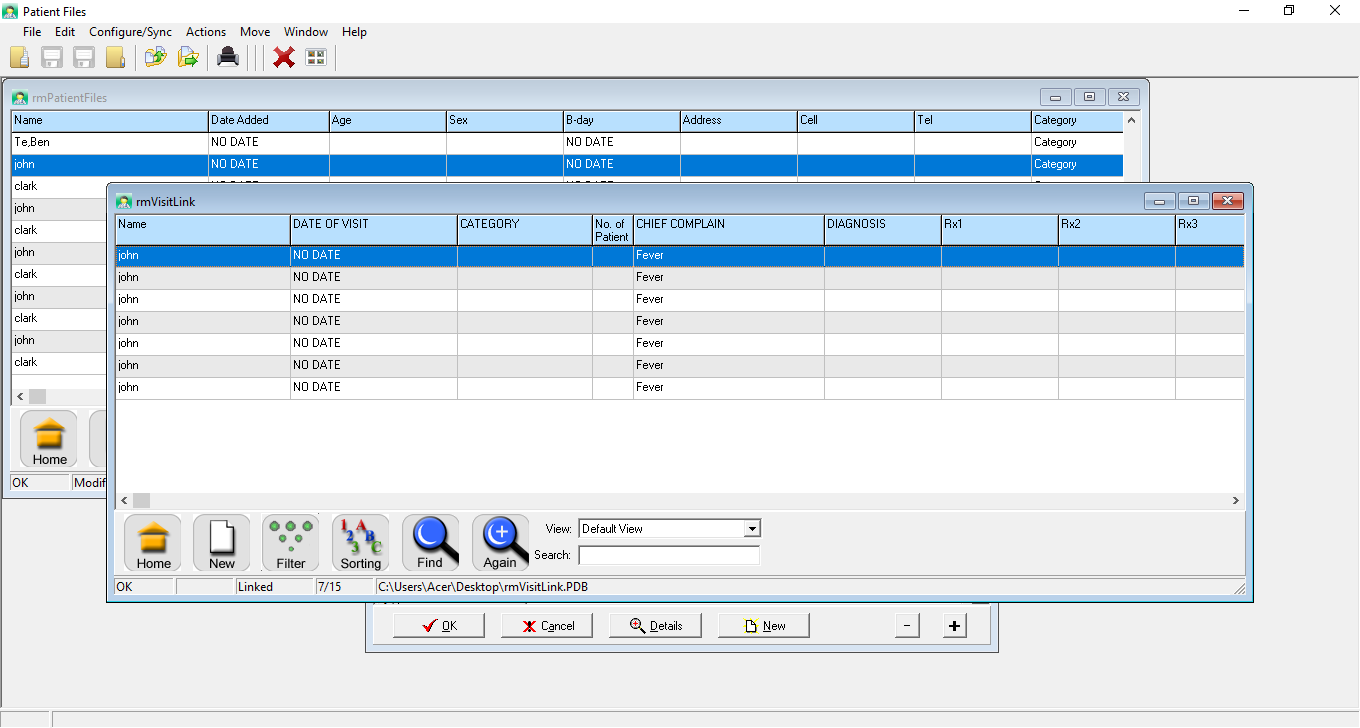 Patient Files
File Edit Configure/Sync Actions Move Window Help
rmPatientFiles
Name Date Added Age Sex B-day Address Cell Tel Category
Te,Ben NO DATE NO DATE Category
john NO DATE NO DATE Category
clark
john
clark
john
clark
john
clark
john
clark
Home
OK Modif
rmVisitLink
Name DATE OF VISIT CATEGORY No. of Patient CHIEF COMPLAIN DIAGNOSIS Rx1 Rx2 Rx3
john NO DATE Fever
john NO DATE Fever
john NO DATE Fever
john NO DATE Fever
john NO DATE Fever
john NO DATE Fever
john NO DATE Fever
Home New Filter Sorting Find Again
View: Default View
Search:
OK Linked 7/15 C:\Users\Acer\Desktop\rmVisitLink.PDB
OK Cancel Details New - +